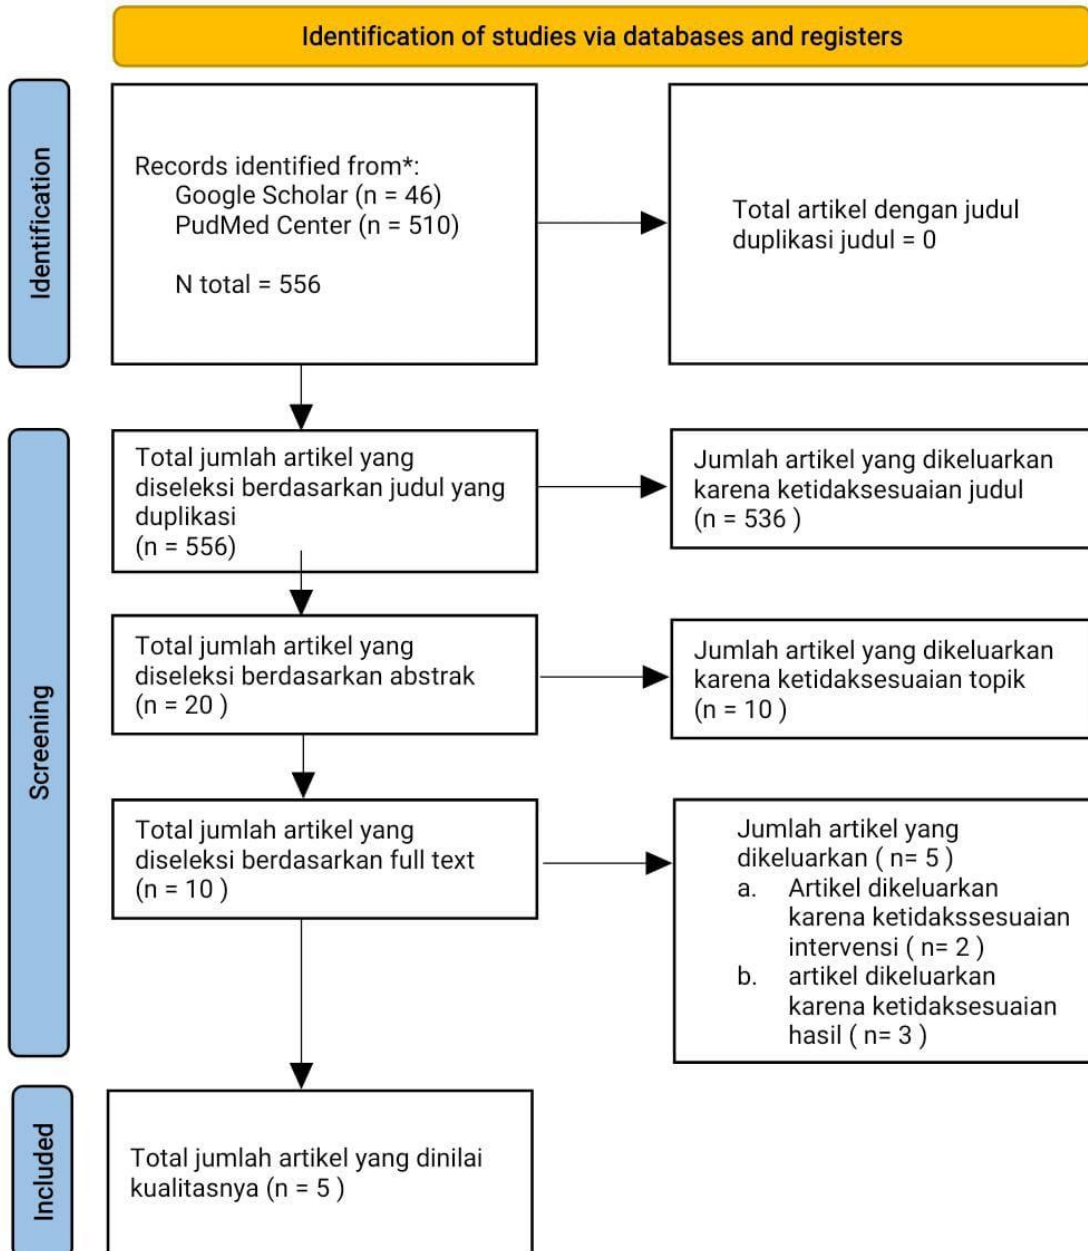 Identification of studies via databases and registers
Identification
Records identified from*:
Google Scholar (n = 46)
PudMed Center (n = 510)
N total = 556
Total artikel dengan judul
duplikasi judul = 0
Screening
Total jumlah artikel yang
diseleksi berdasarkan judul yang
duplikasi
(n = 556)
Jumlah artikel yang dikeluarkan
karena ketidaksesuaian judul
(n = 536 )
Total jumlah artikel yang
diseleksi berdasarkan abstrak
(n = 20 )
Jumlah artikel yang dikeluarkan
karena ketidaksesuaian topik
(n = 10 )
Total jumlah artikel yang
diseleksi berdasarkan full text
(n = 10 )
Jumlah artikel yang
dikeluarkan ( n= 5 )
a. Artikel dikeluarkan
karena ketidakssesuaian
intervensi ( n= 2 )
b. artikel dikeluarkan
karena ketidaksesuaian
hasil ( n= 3 )
Included
Total jumlah artikel yang dinilai
kualitasnya (n = 5 )